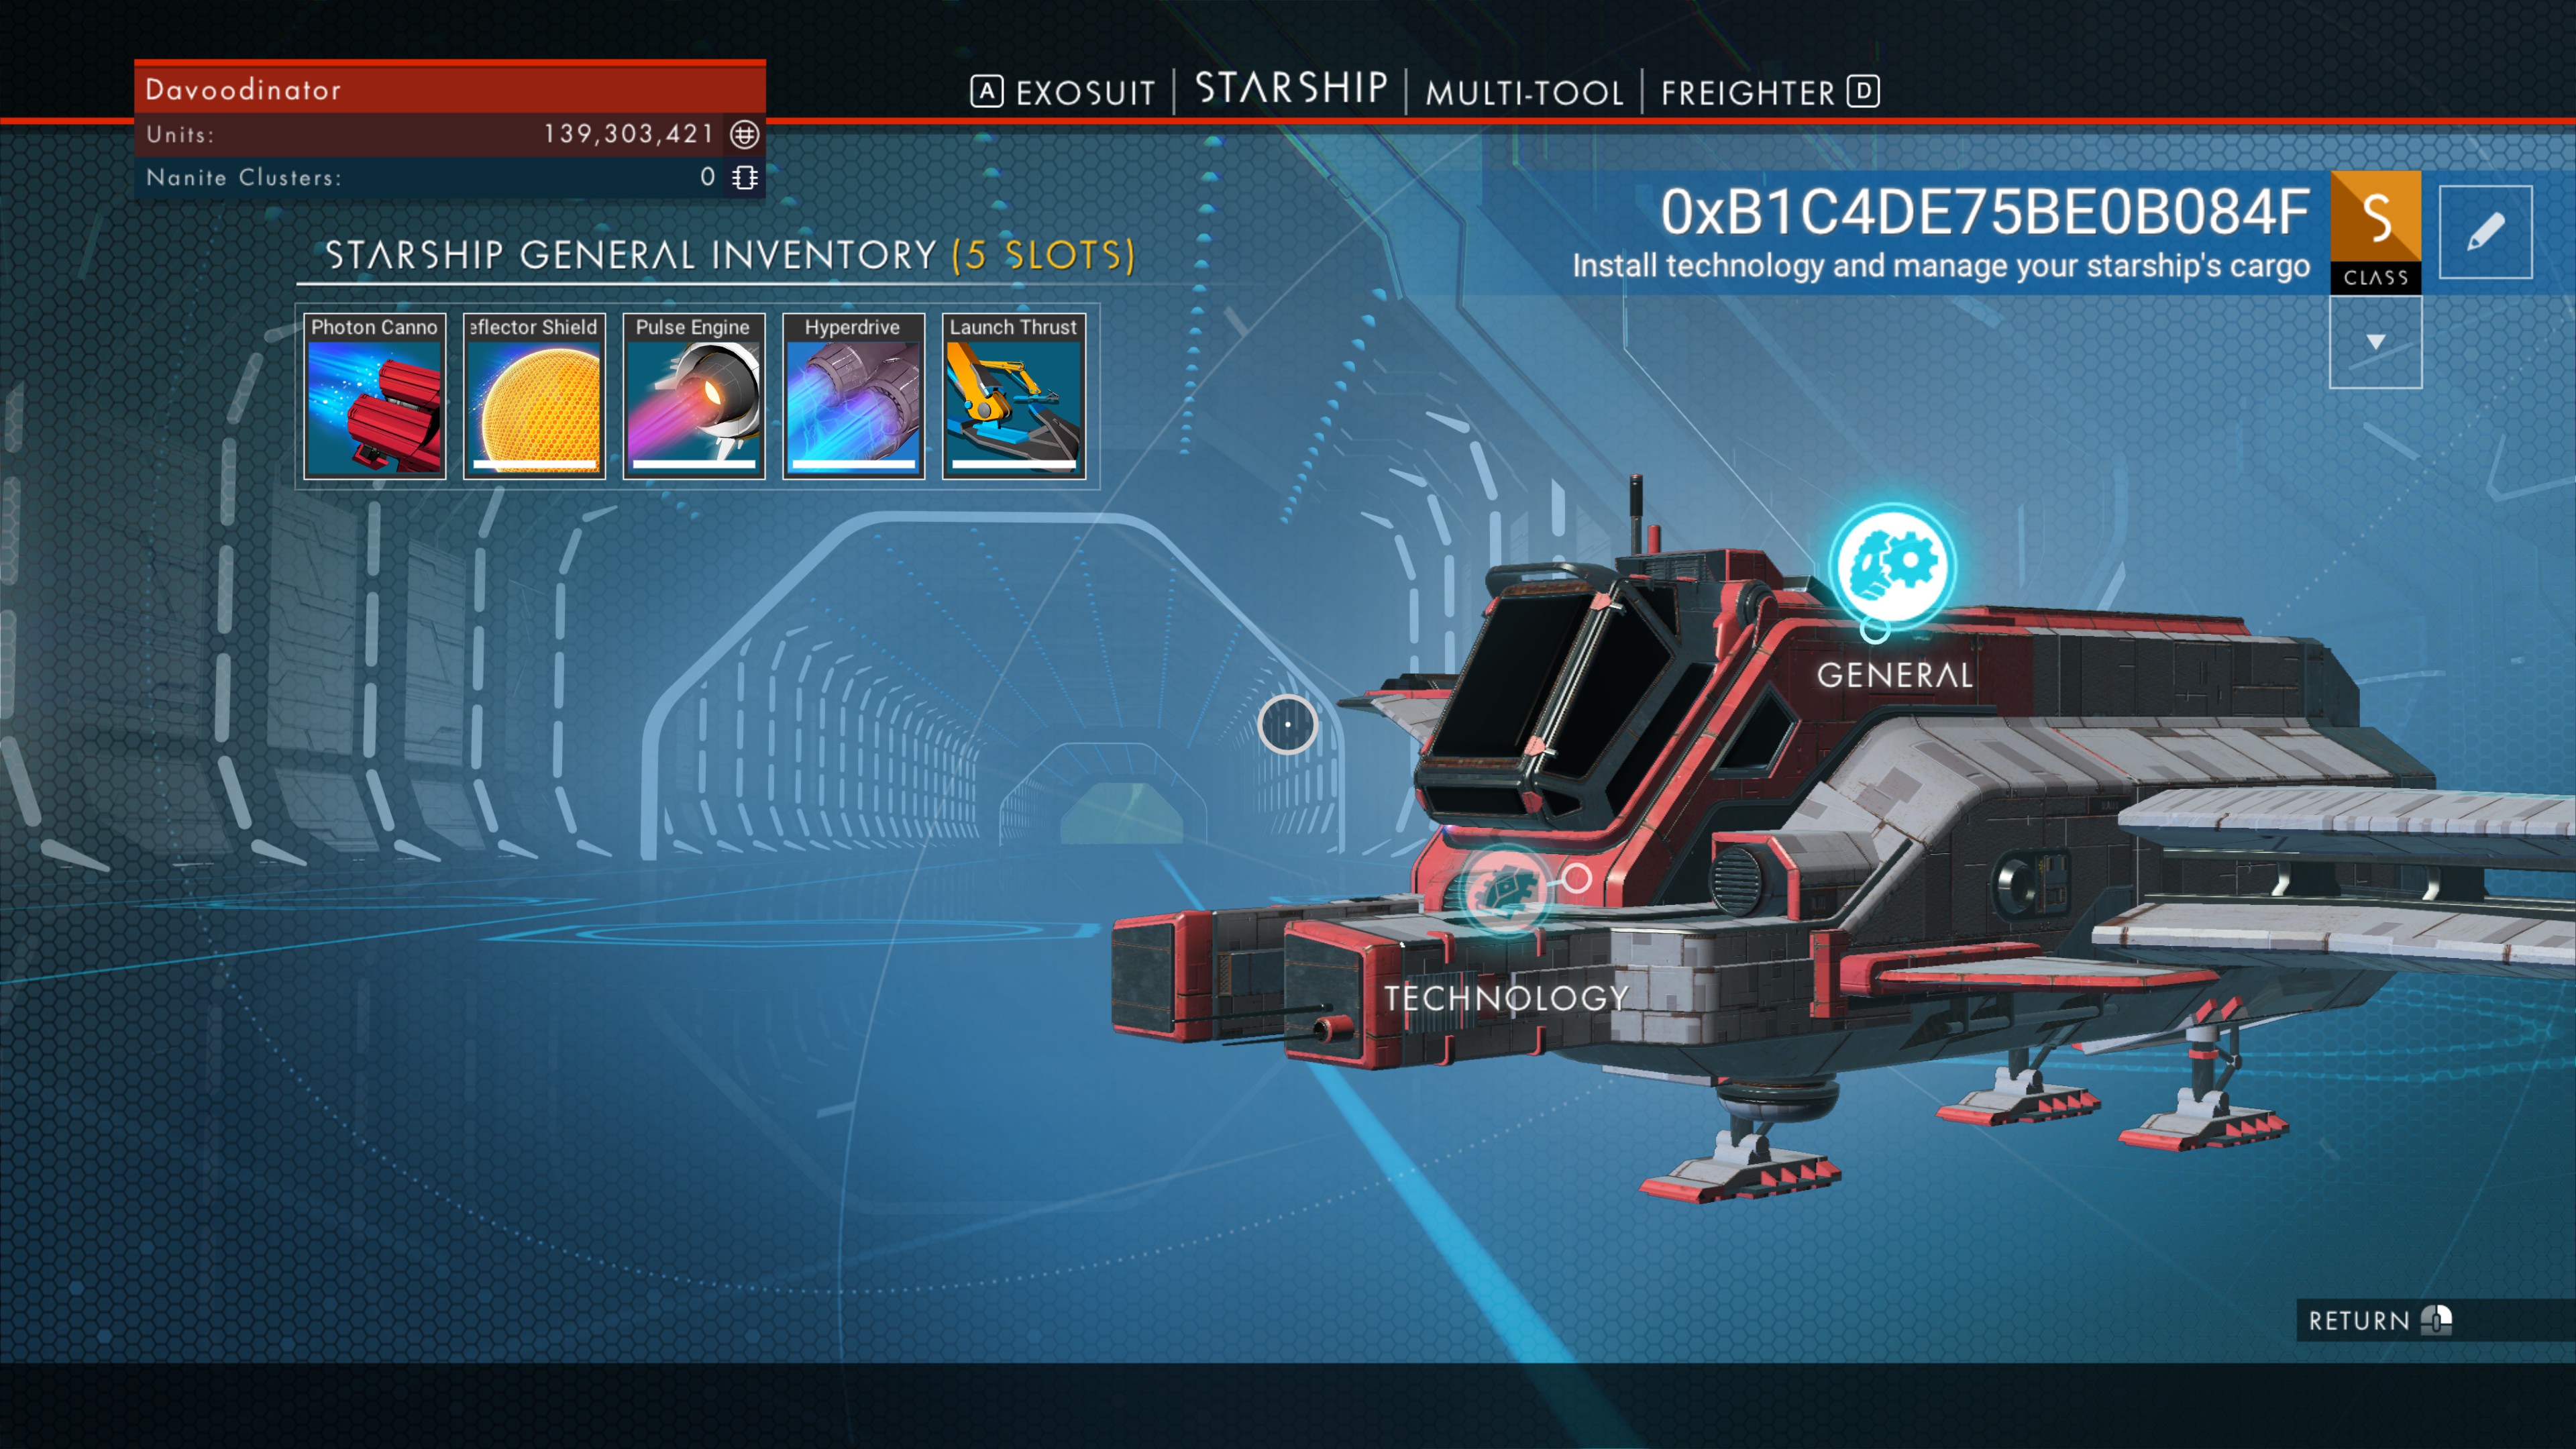 Davoodinator
Units: 139,303,421
Nanite Clusters: 0
A EXOSUIT STARSHIP MULTI-TOOL FREIGHTER D
0xB1C4DE75BE0B084F
Install technology and manage your starship's cargo
S
CLASS
STARSHIP GENERAL INVENTORY (5 SLOTS)
Photon Canno eflector Shield Pulse Engine Hyperdrive Launch Thrust
GENERAL
TECHNOLOGY
RETURN